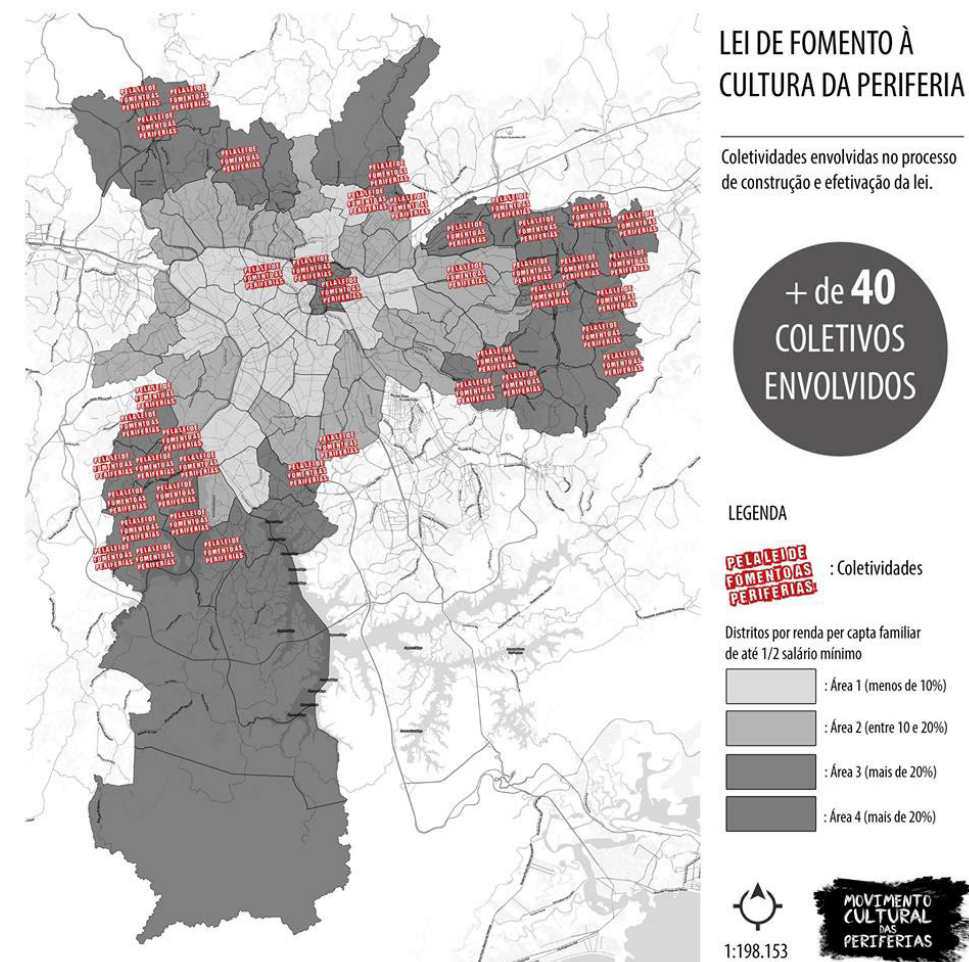 LEI DE FOMENTO À
CULTURA DA PERIFERIA
Coletividades envolvidas no processo
de construção e efetivação da lei.
+ de 40
COLETIVOS
ENVOLVIDOS
LEGENDA
PELA LEI DE
FOMENTO AS
PERIFERIAS
: Coletividades
Distritos por renda per capta familiar
de até 1/2 salário mínimo
: Área 1 (menos de 10%)
: Área 2 (entre 10 e 20%)
: Área 3 (mais de 20%)
: Área 4 (mais de 20%)
1:198.153
MOVIMENTO
CULTURAL
DAS
PERIFERIAS